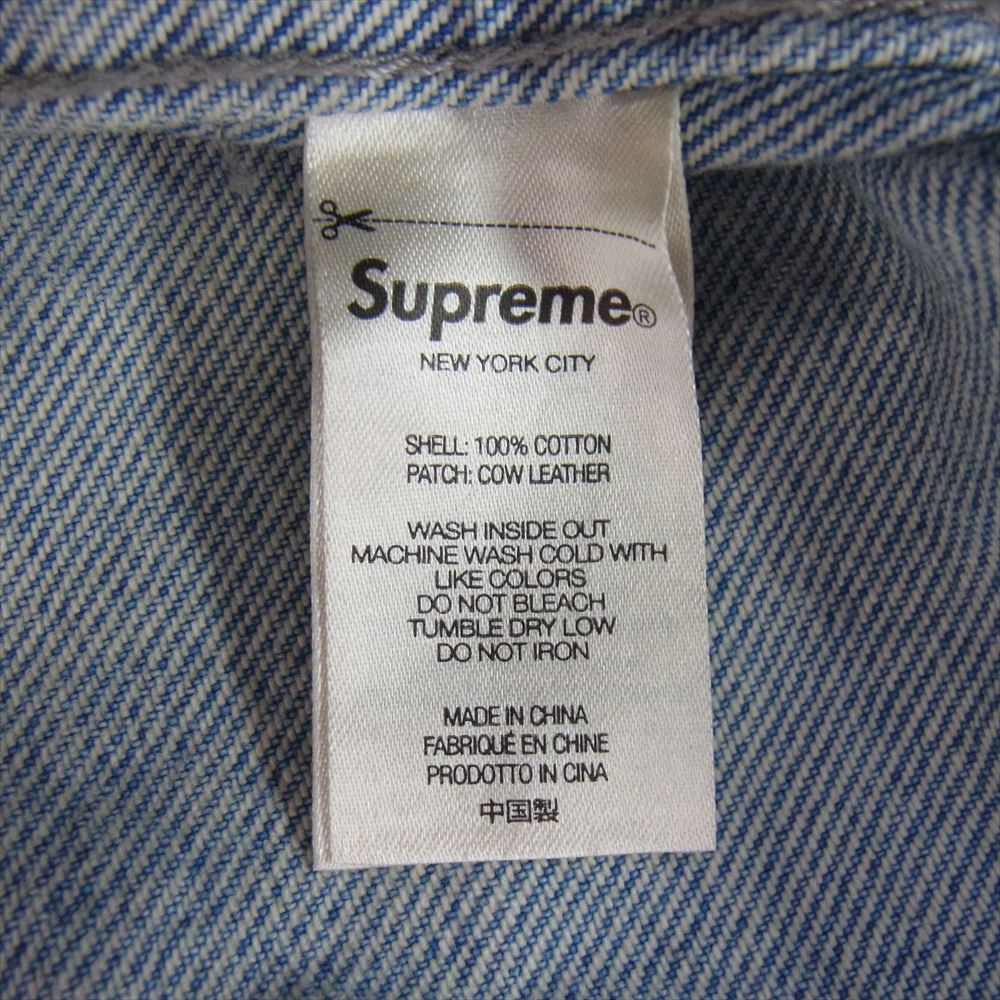 Supreme®
NEW YORK CITY
SHELL: 100% COTTON
PATCH: COW LEATHER
WASH INSIDE OUT
MACHINE WASH COLD WITH
LIKE COLORS
DO NOT BLEACH
TUMBLE DRY LOW
DO NOT IRON
MADE IN CHINA
FABRIQUÉ EN CHINE
PRODOTTO IN CINA
中国製